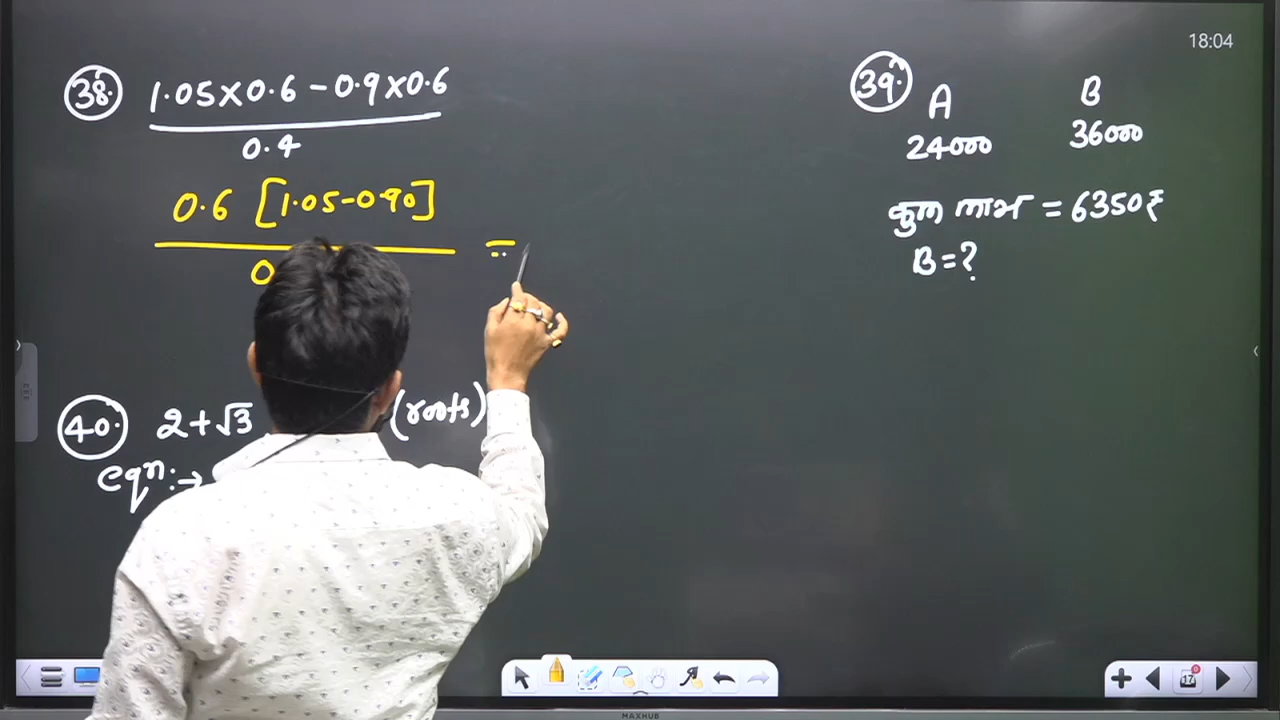 18:04
38.
1.05×0.6-0.9×0.6
0.4
0.6 [1.05-0.90]
0
=
40. 2+√3 (roots)
eqn:→
39.
A B
24000 36000
कुल लाभ = 6350₹
B=?
17
MAXHUB